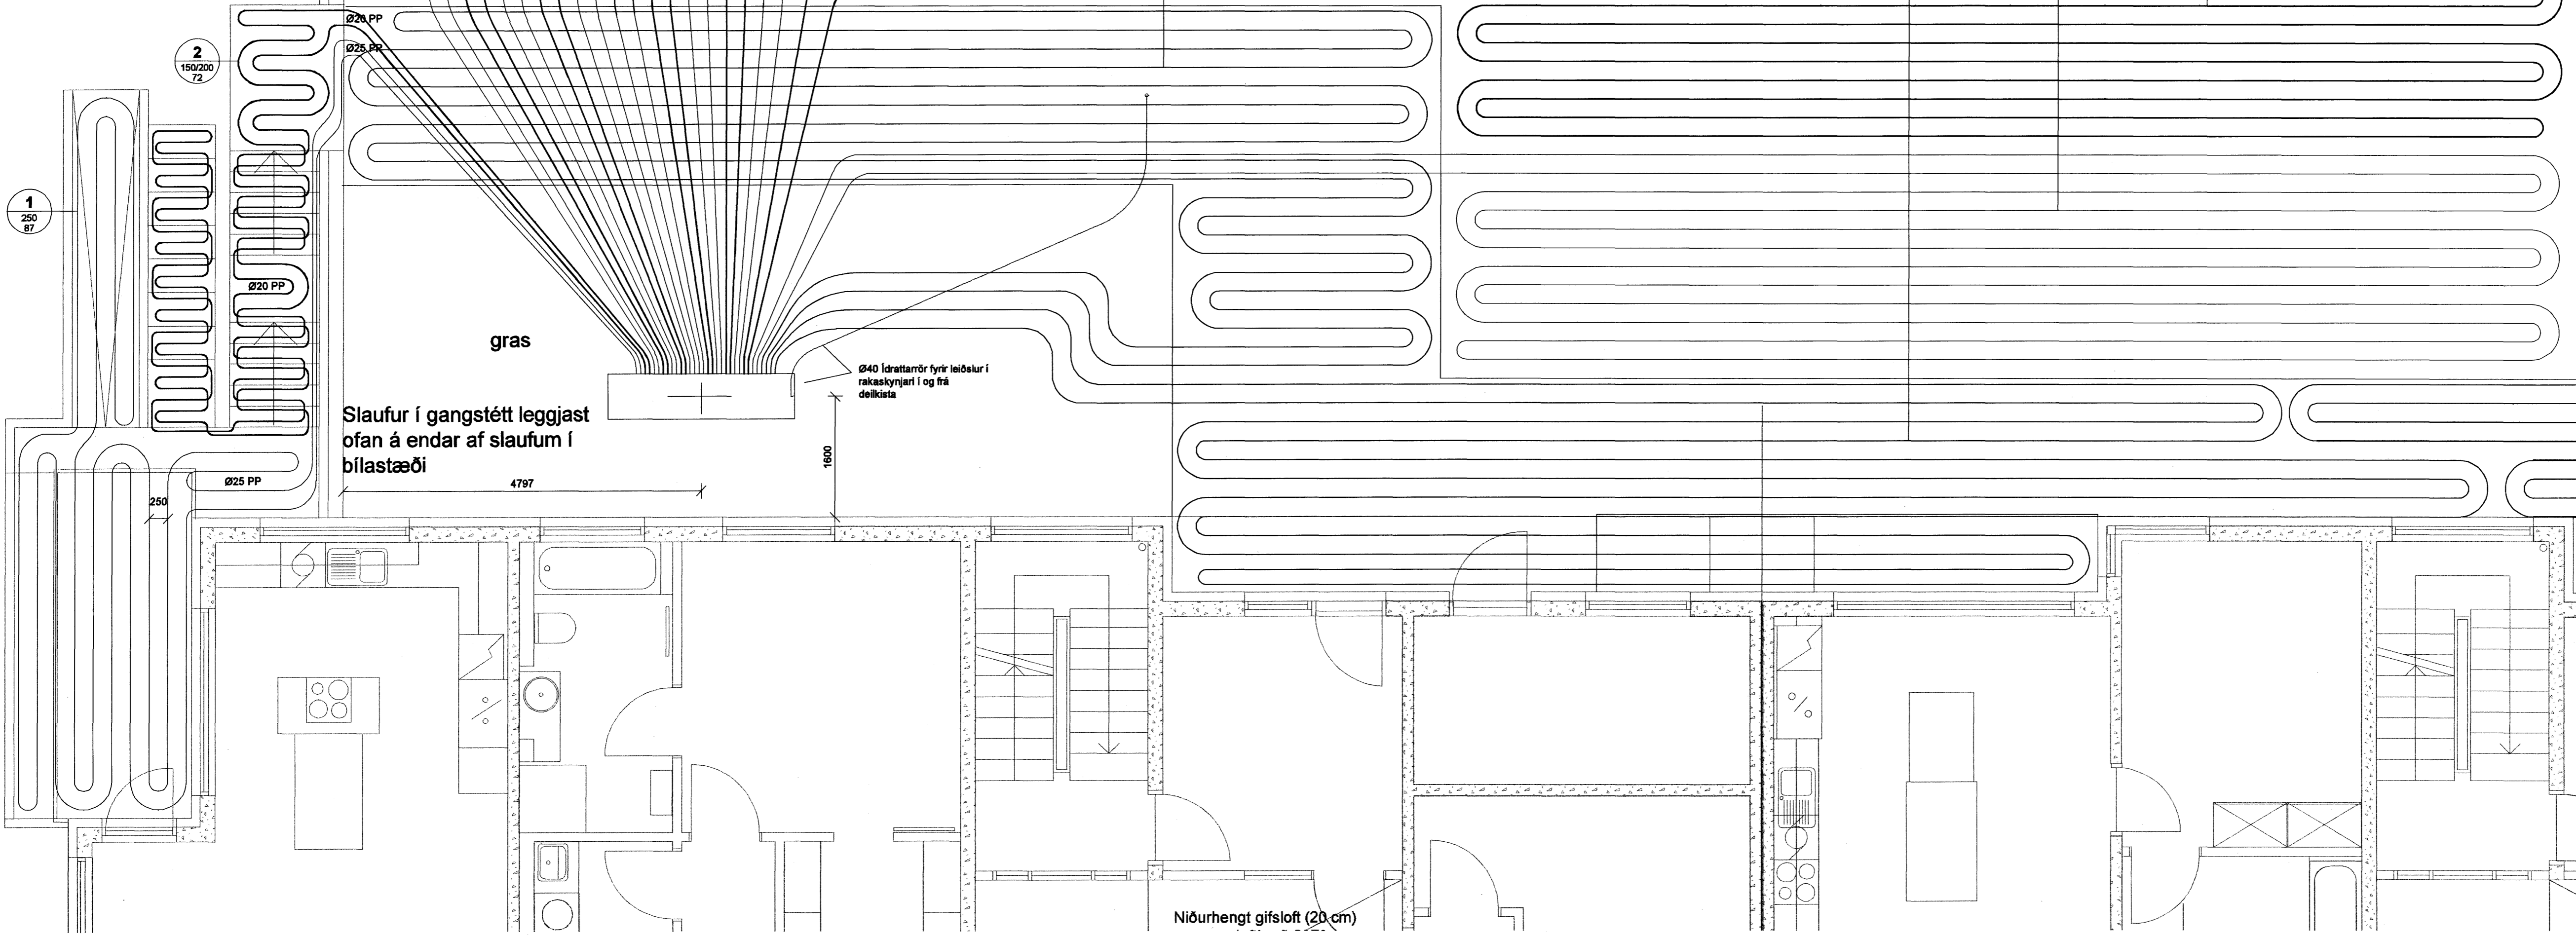 Ø20 PP
Ø25 PP
2
150/200
72
1
250
87
Ø20 PP
gras
Ø40 Ídrattarrör fyrir leiðslur í
rakaskynjari í og frá
deilkista
Slaufur í gangstétt leggjast
ofan á endar af slaufum í
bílastæði
1600
Ø25 PP
4797
250
Niðurhengt gifsloft (20 cm)